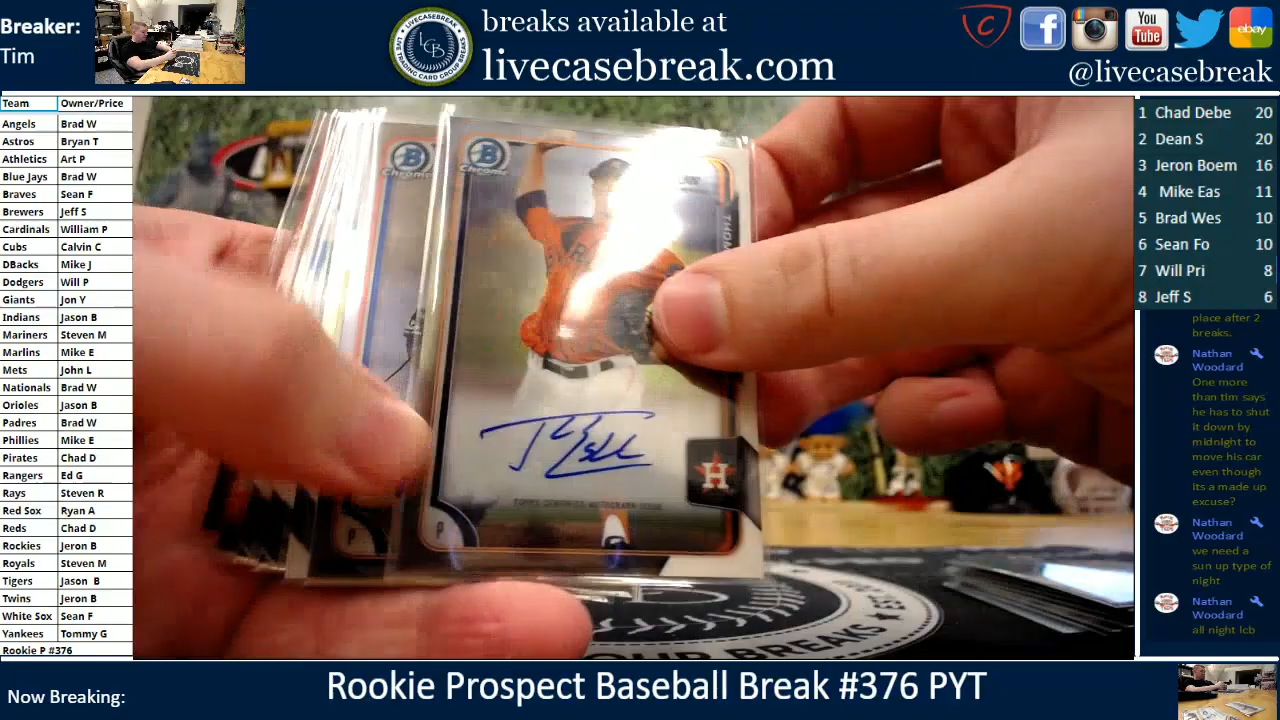 Breaker:
Tim
breaks available at
livecasebreak.com
You
Tube
ebay
@livecasebreak
Team Owner/Price
Angels Brad W
Astros Bryan T
Athletics Art P
Blue Jays Brad W
Braves Sean F
Brewers Jeff S
Cardinals William P
Cubs Calvin C
DBacks Mike J
Dodgers Will P
Giants Jon Y
Indians Jason B
Mariners Steven M
Marlins Mike E
Mets John L
Nationals Brad W
Orioles Jason B
Padres Brad W
Phillies Mike E
Pirates Chad D
Rangers Ed G
Rays Steven R
Red Sox Ryan A
Reds Chad D
Rockies Jeron B
Royals Steven M
Tigers Jason B
Twins Jeron B
White Sox Sean F
Yankees Tommy G
Rookie P #376
B
Chrome
B
Chrome
THOM
H
P
P
OUR BREAKS
1 Chad Debe 20
2 Dean S 20
3 Jeron Boem 16
4 Mike Eas 11
5 Brad Wes 10
6 Sean Fo 10
7 Will Pri 8
8 Jeff S 6
place after 2
breaks.
Nathan
Woodard
One more
than tim says
he has to shut
it down by
midnight to
move his car
even though
its a made up
excuse?
Nathan
Woodard
we need a
sun up type of
night
Nathan
Woodard
all night lcb
Now Breaking:
Rookie Prospect Baseball Break #376 PYT